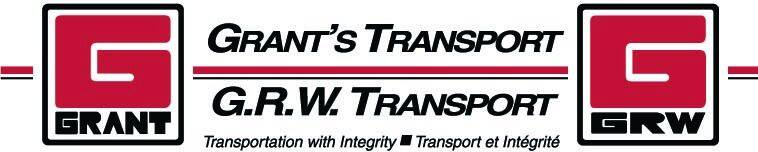 G
GRANT
GRANT'S TRANSPORT
G.R.W. TRANSPORT
Transportation with Integrity ■ Transport et Intégrité
G
GRW